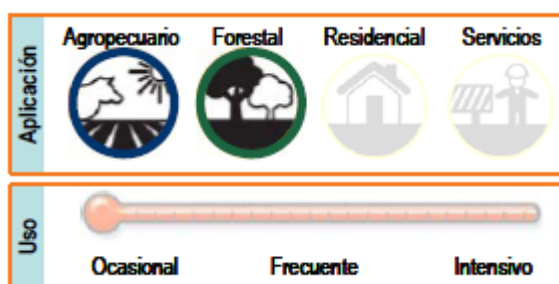 Aplicación
Agropecuario Forestal Residencial Servicios
Uso
Ocasional Frecuente Intensivo